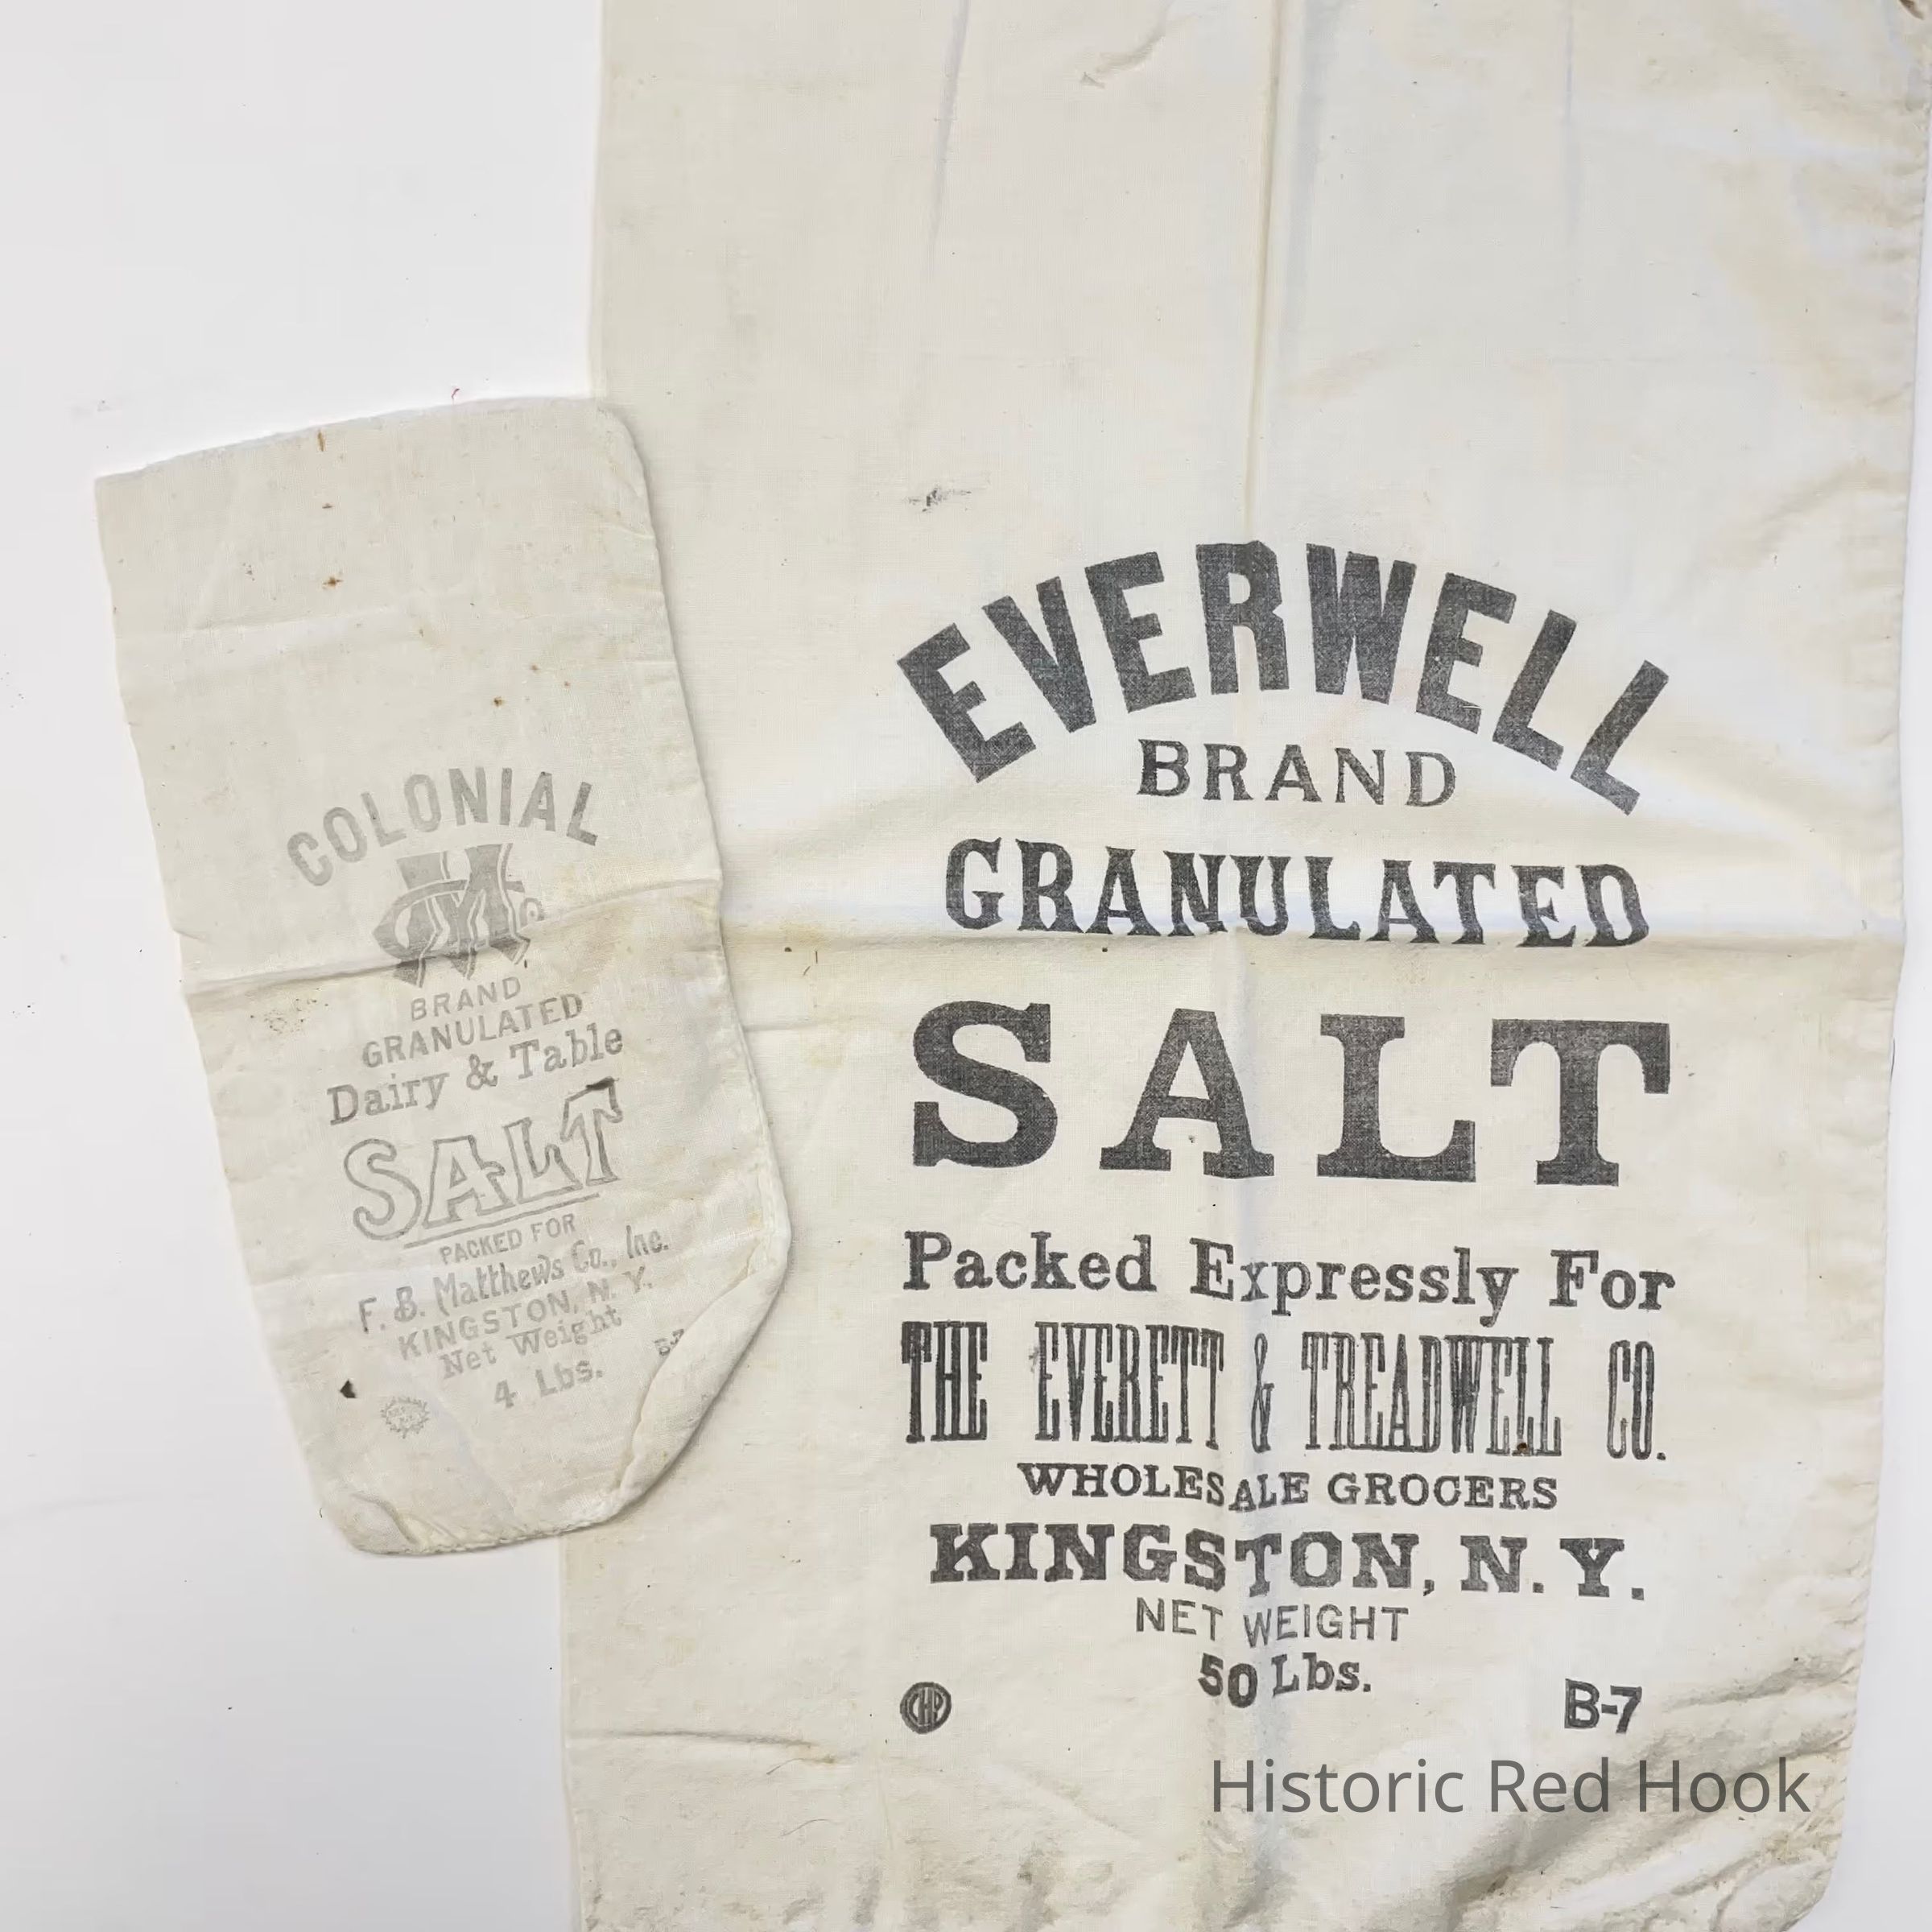 COLONIAL
BRAND
GRANULATED
Dairy & Table
SALT
PACKED FOR
F. B. Matthews Co., Inc.
KINGSTON, N. Y.
Net Weight
4 Lbs.
EVERWELL
BRAND
GRANULATED
SALT
Packed Expressly For
THE EVERETT & TREADWELL CO.
WHOLESALE GROCERS
KINGSTON, N.Y.
NET WEIGHT
50 Lbs.
CHP
B-7
Historic Red Hook